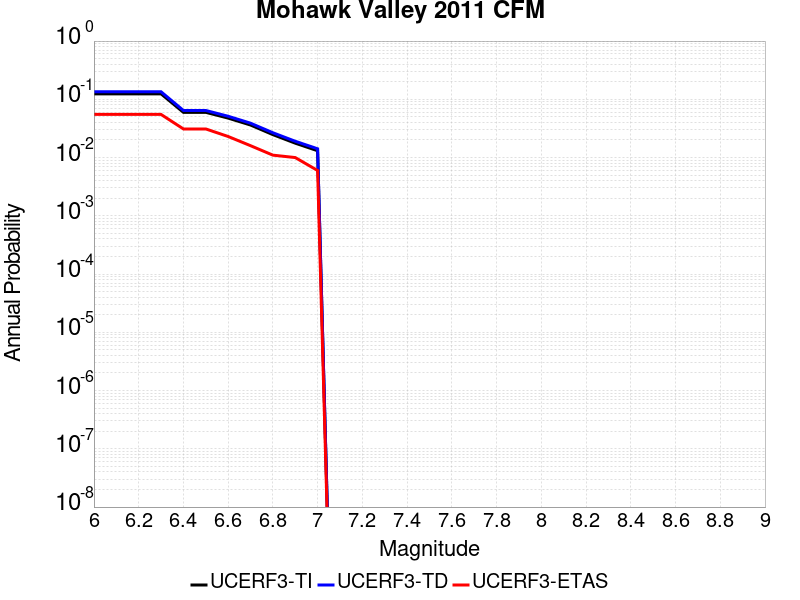 Mohawk Valley 2011 CFM
10^0
10^-1
10^-2
10^-3
10^-4
10^-5
10^-6
10^-7
10^-8
Annual Probability
6 6.2 6.4 6.6 6.8 7 7.2 7.4 7.6 7.8 8 8.2 8.4 8.6 8.8 9
Magnitude
UCERF3-TI UCERF3-TD UCERF3-ETAS